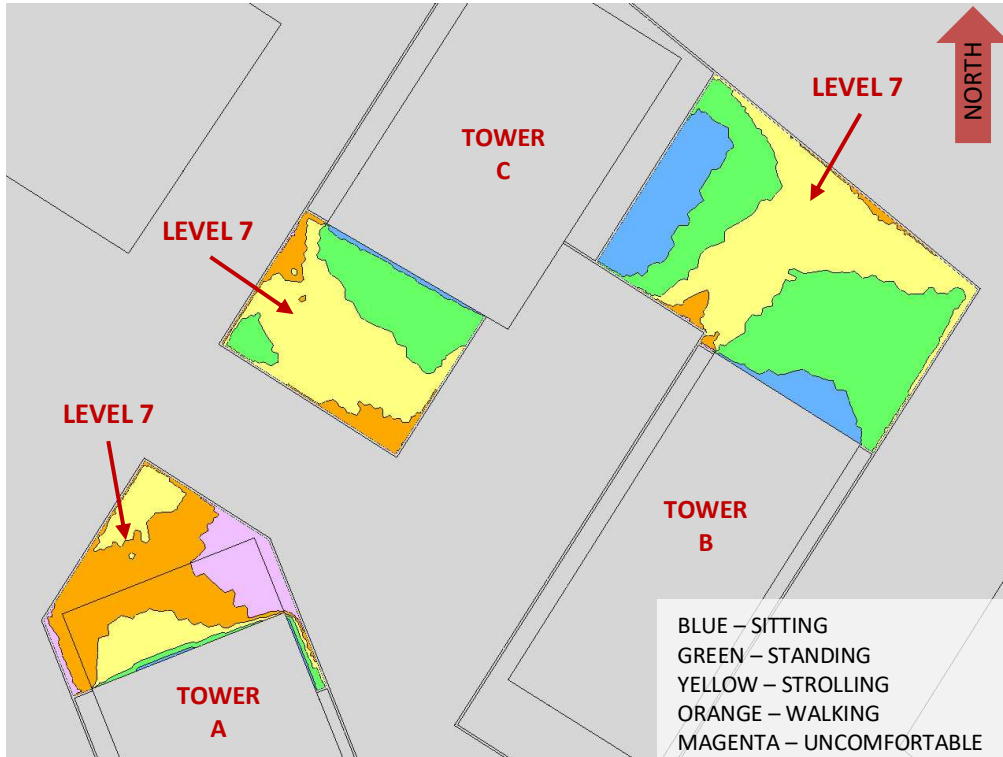 NORTH
LEVEL 7
TOWER
C
LEVEL 7
LEVEL 7
TOWER
B
TOWER
A
BLUE – SITTING
GREEN – STANDING
YELLOW – STROLLING
ORANGE – WALKING
MAGENTA – UNCOMFORTABLE